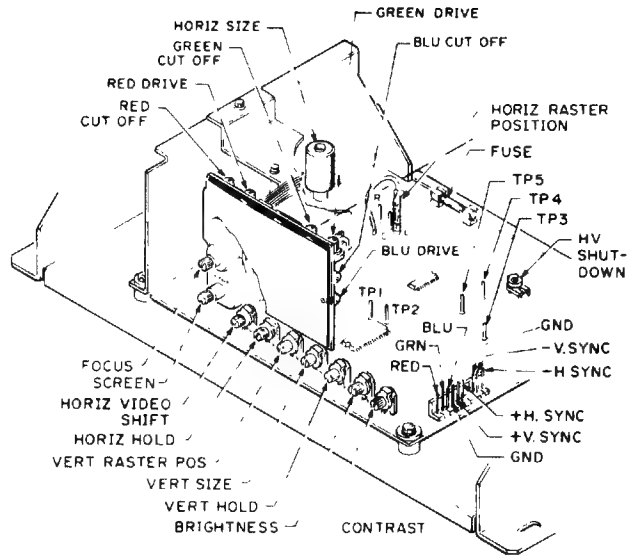 GREEN DRIVE
HORIZ SIZE
GREEN
CUT OFF
BLU CUT OFF
RED DRIVE
RED
CUT OFF
HORIZ RASTER
POSITION
FUSE
TP5
TP4
TP3
HV
SHUT-
DOWN
BLU DRIVE
TP1
TP2
BLU
GRN
RED
GND
-V. SYNC
-H SYNC
+H. SYNC
+V. SYNC
GND
FOCUS
SCREEN
HORIZ VIDEO
SHIFT
HORIZ HOLD
VERT RASTER POS
VERT SIZE
VERT HOLD
BRIGHTNESS
CONTRAST